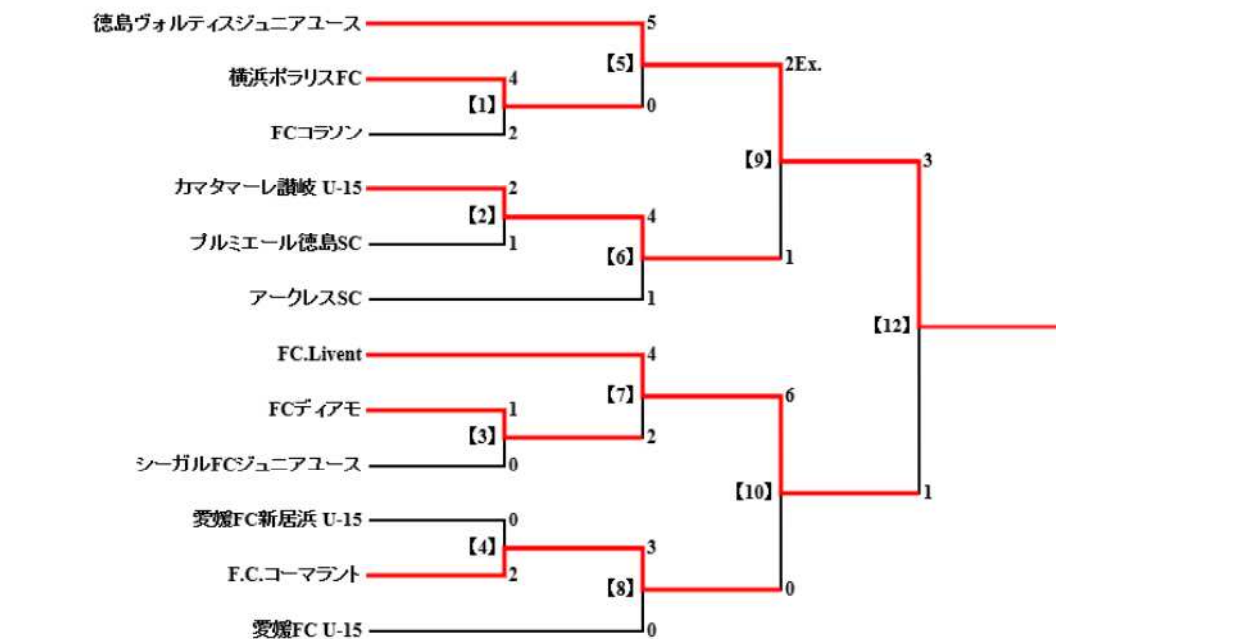 徳島ヴォルティスジュニアユース
5
【5】
2Ex.
横浜ポラリスFC
4
【1】
0
FCコラソン
2
【9】
3
カマタマーレ讃岐 U-15
2
【2】
4
プルミエール徳島SC
1
【6】
1
アークレスSC
1
【12】
FC.Livent
4
【7】
6
FCディアモ
1
【3】
2
シーガルFCジュニアユース
0
【10】
1
愛媛FC新居浜 U-15
0
【4】
3
F.C.コーマラント
2
【8】
0
愛媛FC U-15
0